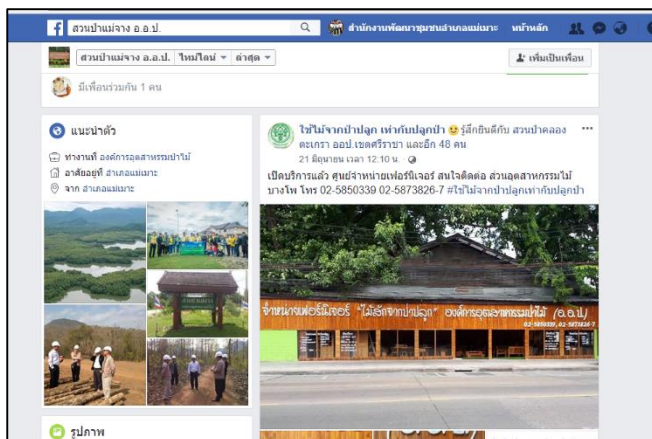 สวนป่าแม่จาง อ.อ.ป.
สำนักงานพัฒนาชุมชนอำเภอแม่เมาะ
หน้าหลัก
สวนป่าแม่จาง อ.อ.ป.
ไทม์ไลน์
ล่าสุด
เพิ่มเป็นเพื่อน
มีเพื่อนร่วมกัน 1 คน
แนะนำตัว
ทำงานที่ องค์การอุตสาหกรรมป่าไม้
อาศัยอยู่ที่ อำเภอแม่เมาะ
จาก อำเภอแม่เมาะ
รูปภาพ
ใช้ไม้จากป่าปลูก เท่ากับปลูกป่า รู้สึกยินดีกับ สวนป่าคลอง
ตะเกรา ออป.เขตศรีราชา และอีก 48 คน
21 มิถุนายน เวลา 12:10 น.
เปิดบริการแล้ว ศูนย์จำหน่ายเฟอร์นิเจอร์ สนใจติดต่อ ส่วนอุตสาหกรรมไม้
บางโพ โทร 02-5850339 02-5873826-7 #ใช้ไม้จากป่าปลูกเท่ากับปลูกป่า
จำหน่ายเฟอร์นิเจอร์ "ไม้สักจากป่าปลูก" องค์การอุตสาหกรรมป่าไม้ (อ.อ.ป.)
02-5850339, 02-5873826-7